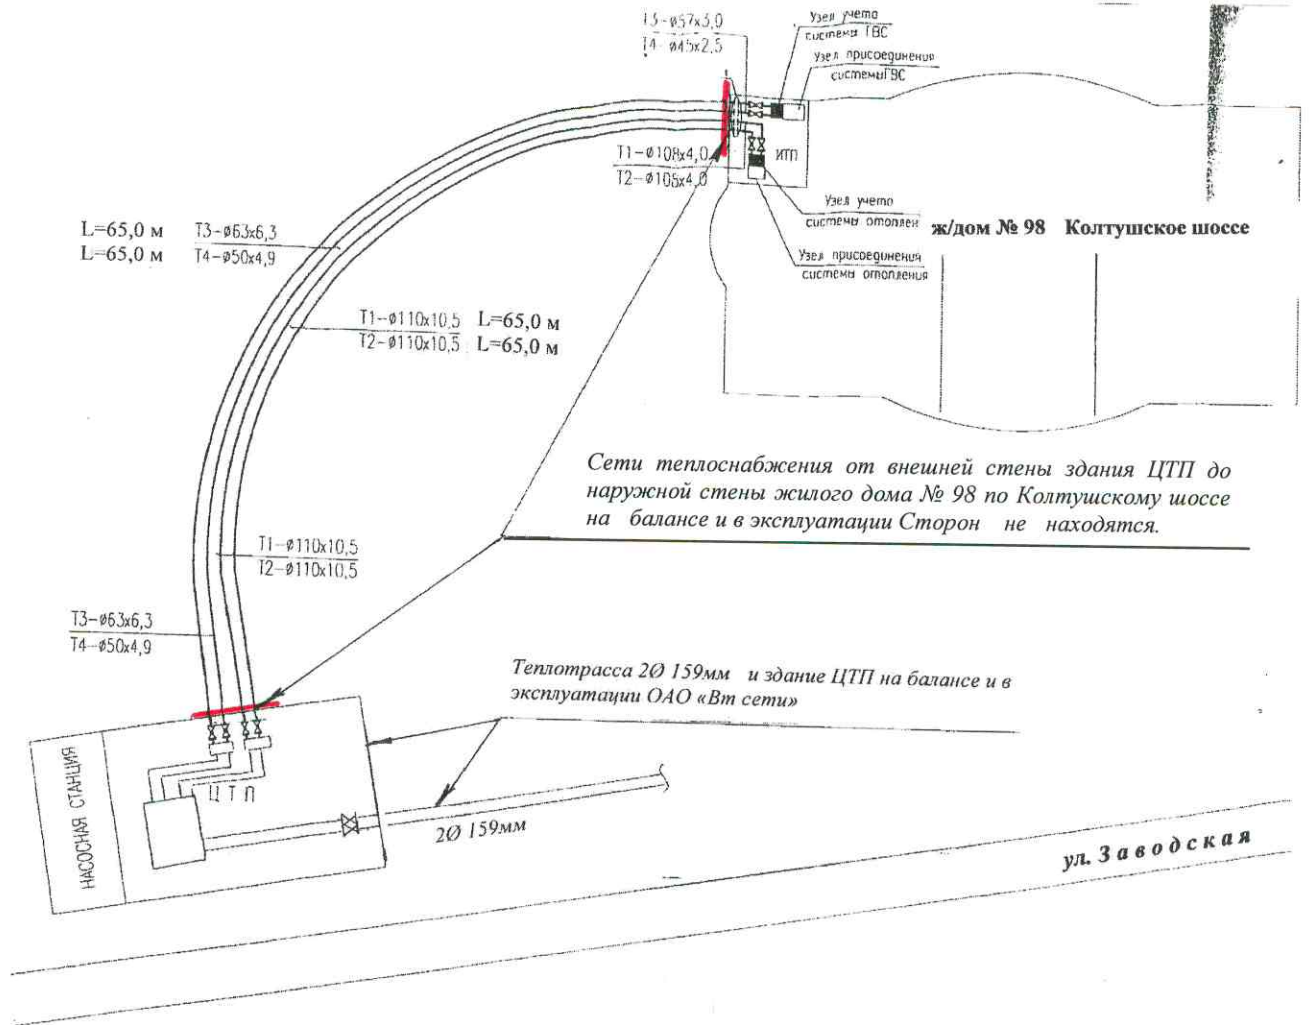 Т3-ø57х3,0
Т4-ø45х2,5
Узел учета
системы ГВС
Узел присоединения
системыГВС
Т1-ø108х4,0
Т2-ø108х4,0
ИТП
Узел учета
системы отоплен
ж/дом № 98 Колтушское шоссе
Узел присоединения
системы отопления
L=65,0 м Т3-ø63х6,3
L=65,0 м Т4-ø50х4,9
Т1-ø110х10,5 L=65,0 м
Т2-ø110х10,5 L=65,0 м
Сети теплоснабжения от внешней стены здания ЦТП до
наружной стены жилого дома № 98 по Колтушскому шоссе
на балансе и в эксплуатации Сторон не находятся.
Т1-ø110х10,5
Т2-ø110х10,5
Т3-ø63х6,3
Т4-ø50х4,9
Теплотрасса 2Ø 159мм и здание ЦТП на балансе и в
эксплуатации ОАО «Вт сети»
НАСОСНАЯ СТАНЦИЯ
Ц Т П
2Ø 159мм
ул. Заводская